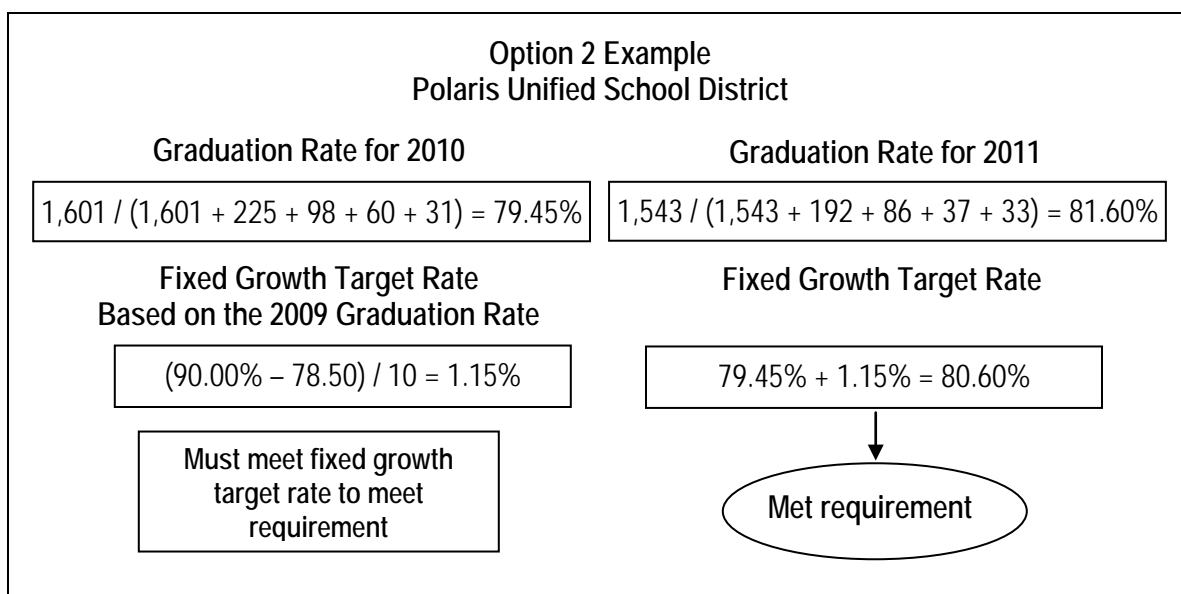 Option 2 Example
Polaris Unified School District
Graduation Rate for 2010
1,601 / (1,601 + 225 + 98 + 60 + 31) = 79.45%
Fixed Growth Target Rate
Based on the 2009 Graduation Rate
(90.00% – 78.50) / 10 = 1.15%
Must meet fixed growth
target rate to meet
requirement
Graduation Rate for 2011
1,543 / (1,543 + 192 + 86 + 37 + 33) = 81.60%
Fixed Growth Target Rate
79.45% + 1.15% = 80.60%
Met requirement